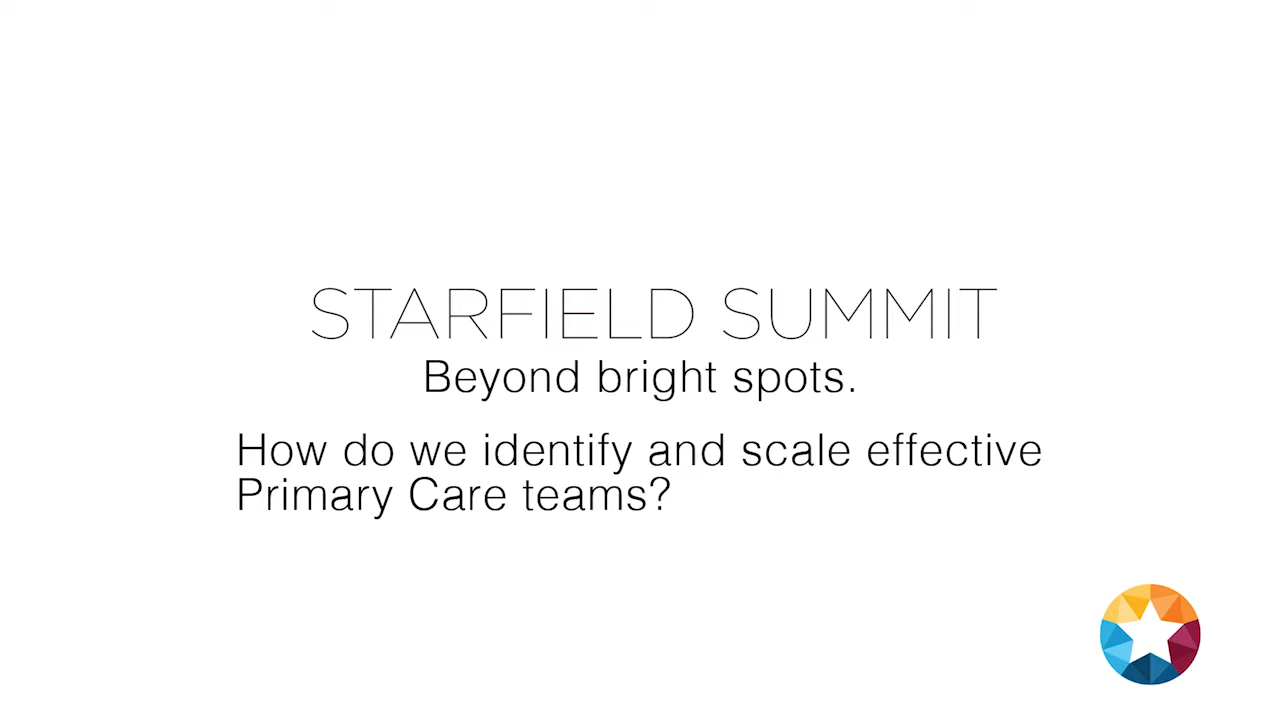 STARFIELD SUMMIT
Beyond bright spots.
How do we identify and scale effective
Primary Care teams?